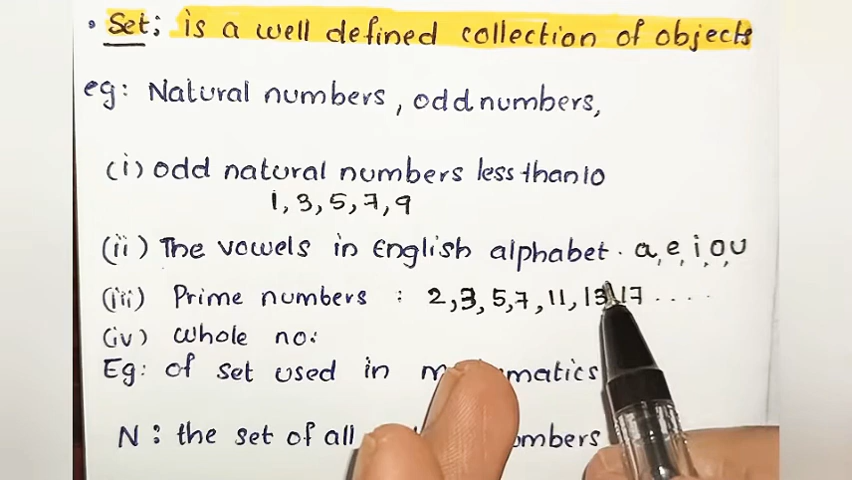 • Set; is a well defined collection of objects
eg: Natural numbers, odd numbers,
(i) odd natural numbers less than 10
1, 3, 5, 7, 9
(ii) The vowels in English alphabet. a, e, i, o, u
(iii) Prime numbers : 2, 3, 5, 7, 11, 13, 17 .....
(iv) whole no:
Eg: of set used in
N: the set of all